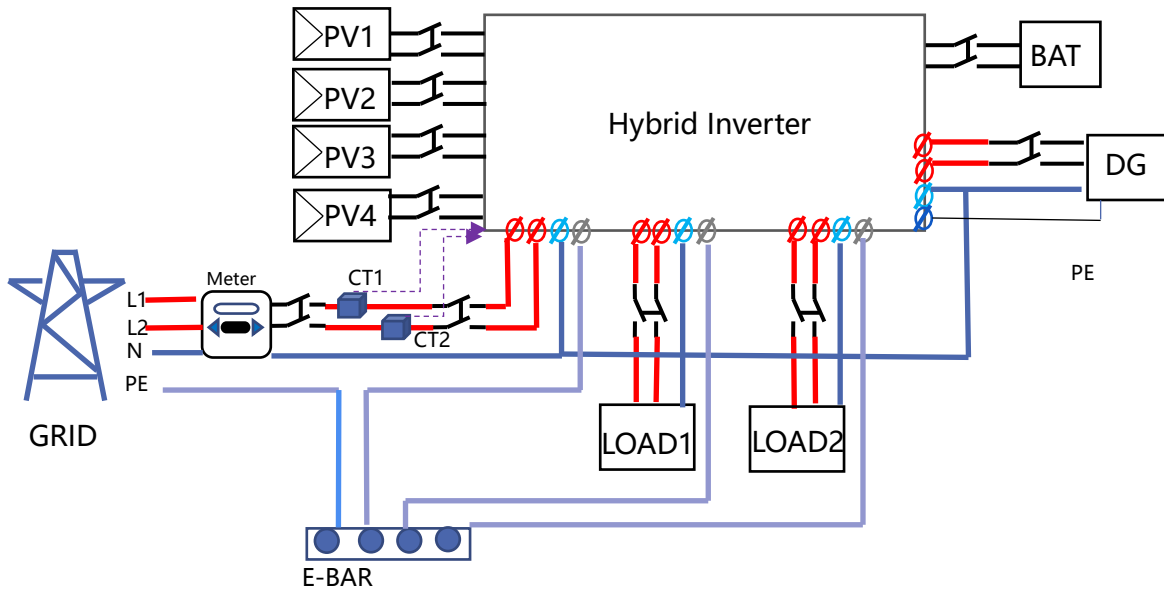 PV1
BAT
PV2
Hybrid Inverter
PV3
DG
PV4
PE
Meter
CT1
L1
L2
CT2
N
PE
GRID
LOAD1
LOAD2
E-BAR